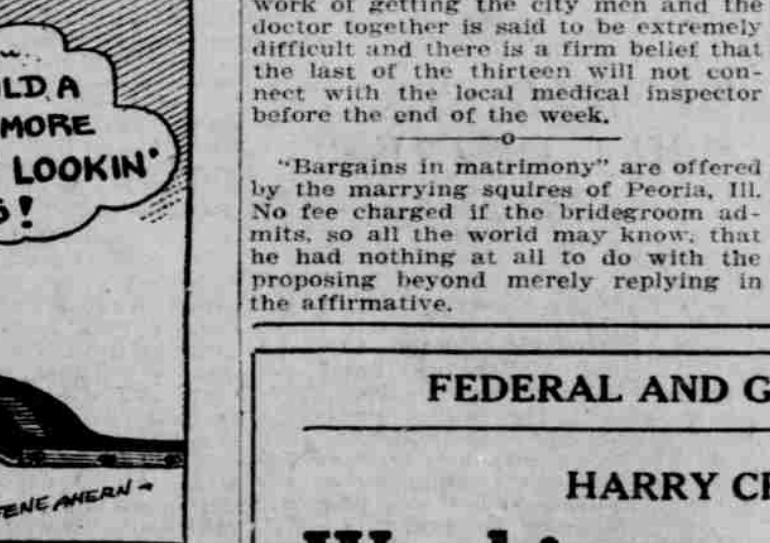 LD A
MORE
LOOKIN'
!
ENE AHERN
work of getting the city men and the
doctor together is said to be extremely
difficult and there is a firm belief that
the last of the thirteen will not con-
nect with the local medical inspector
before the end of the week.
"Bargains in matrimony" are offered
by the marrying squires of Peoria, Ill.
No fee charged if the bridegroom ad-
mits, so all the world may know, that
he had nothing at all to do with the
proposing beyond merely replying in
the affirmative.
FEDERAL AND G
HARRY C